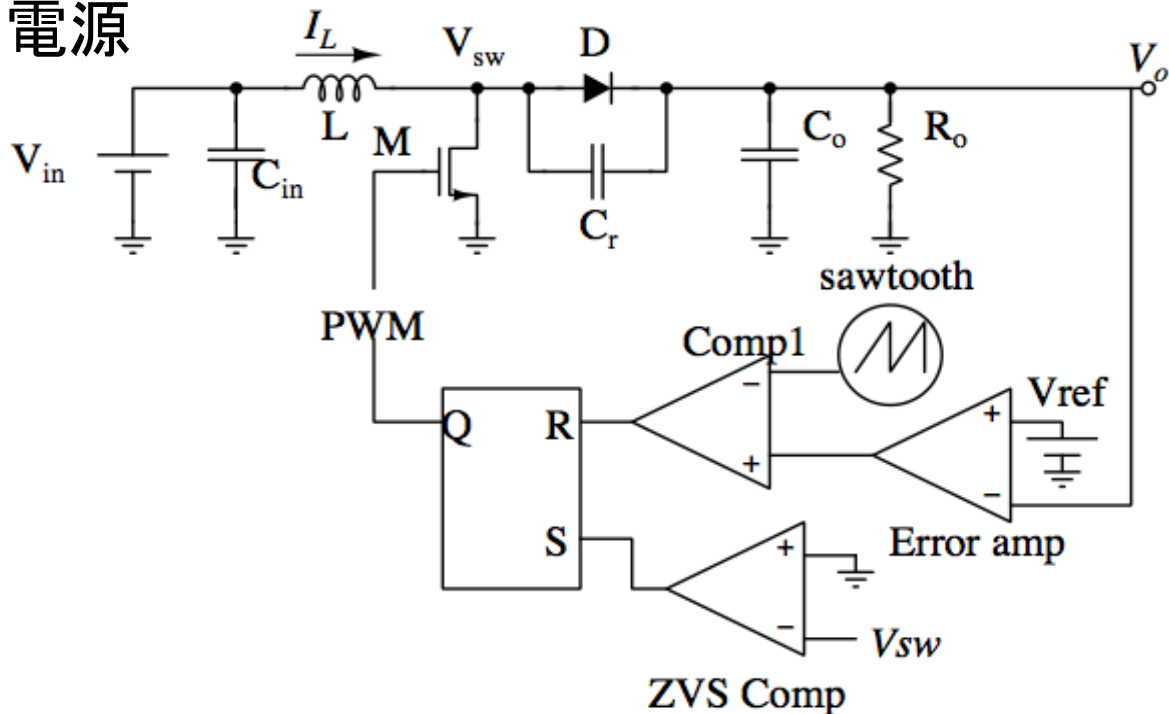 電源
I_L
V_sw
D
V_o
L
M
C_o
R_o
V_in
C_in
C_r
sawtooth
PWM
Comp1
−
Vref
+
Q
R
+
−
S
+
Error amp
−
Vsw
ZVS Comp